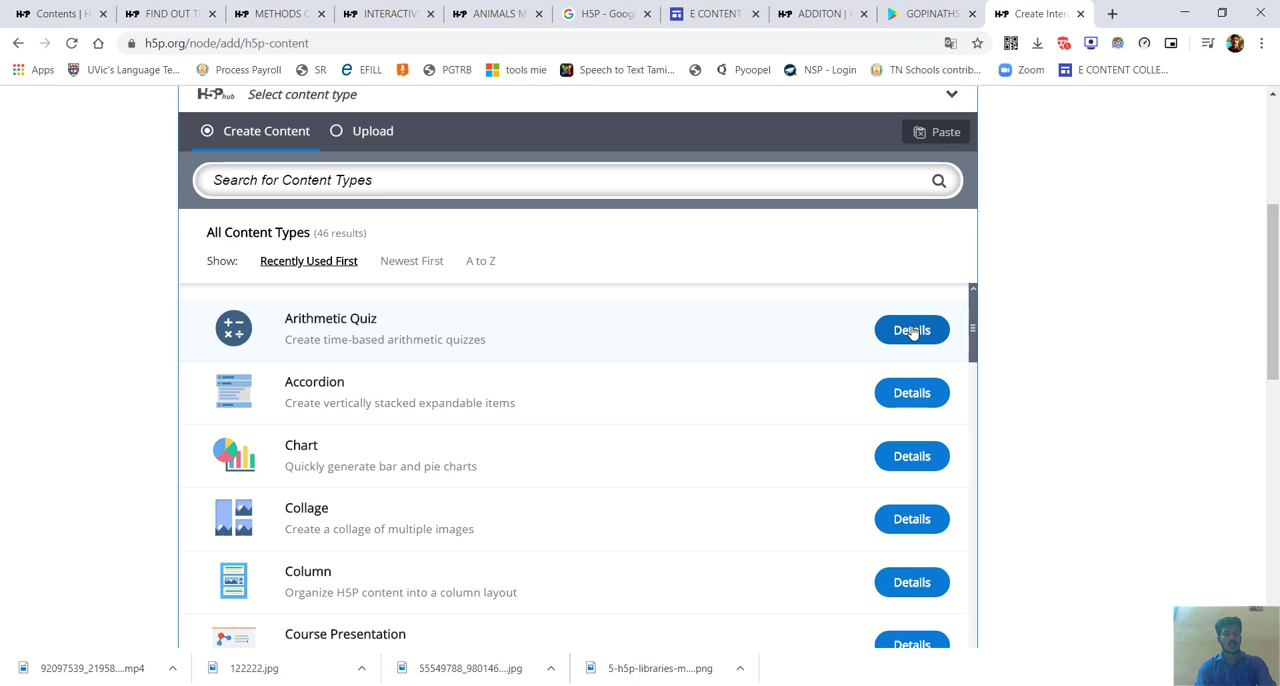 Contents | H
FIND OUT T
METHODS C
INTERACTIV
ANIMALS M
H5P - Goog
E CONTENT
ADDITON |
GOPINATH5
Create Inter
h5p.org/node/add/h5p-content
Apps
UVic's Language Te...
Process Payroll
SR
EFILL
PGTRB
tools mie
Speech to Text Tami...
Pyoopel
NSP - Login
TN Schools contrib...
Zoom
E CONTENT COLLE...
H5P hub Select content type
Create Content
Upload
Paste
Search for Content Types
All Content Types (46 results)
Show: Recently Used First Newest First A to Z
Arithmetic Quiz
Create time-based arithmetic quizzes
Details
Accordion
Create vertically stacked expandable items
Details
Chart
Quickly generate bar and pie charts
Details
Collage
Create a collage of multiple images
Details
Column
Organize H5P content into a column layout
Details
Course Presentation
Details
92097539_21958....mp4
122222.jpg
55549788_980146....jpg
5-h5p-libraries-m....png